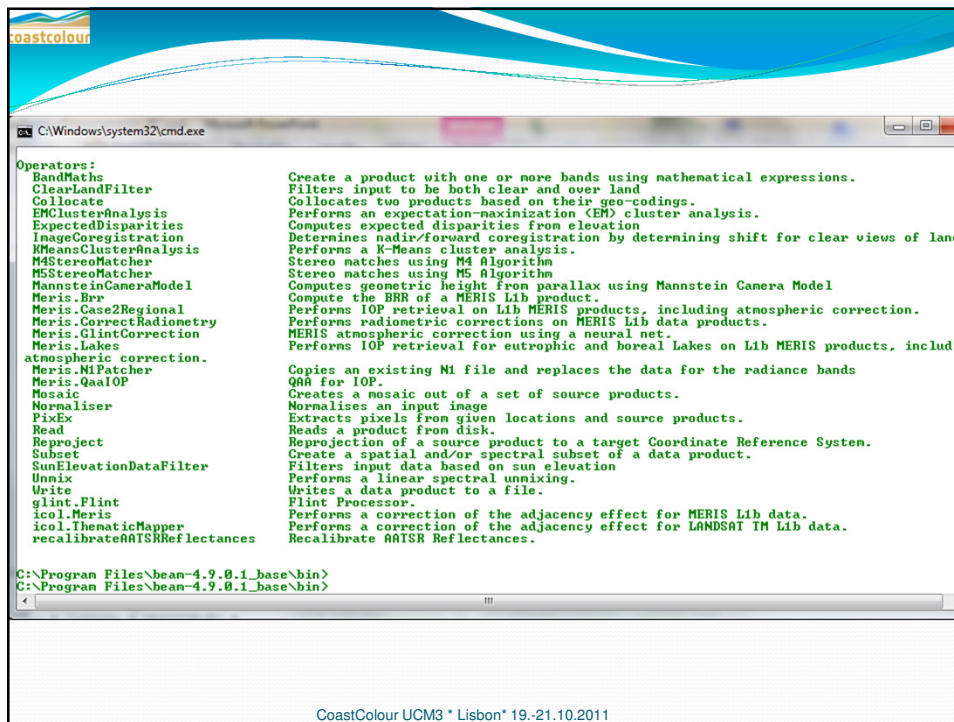 coastcolour
C:\Windows\system32\cmd.exe
Operators:
BandMaths Create a product with one or more bands using mathematical expressions.
ClearLandFilter Filters input to be both clear and over land
Collocate Collocates two products based on their geo-codings.
EMClusterAnalysis Performs an expectation-maximization (EM) cluster analysis.
ExpectedDisparities Computes expected disparities from elevation
ImageCoregistration Determines nadir/forward coregistration by determining shift for clear views of lan
KMeansClusterAnalysis Performs a K-Means cluster analysis.
M4StereoMatcher Stereo matches using M4 Algorithm
M5StereoMatcher Stereo matches using M5 Algorithm
MannsteinCameraModel Computes geometric height from parallax using Mannstein Camera Model
Meris.Brr Compute the BRR of a MERIS L1b product.
Meris.Case2Regional Performs IOP retrieval on L1b MERIS products, including atmospheric correction.
Meris.CorrectRadiometry Performs radiometric corrections on MERIS L1b data products.
Meris.GlintCorrection MERIS atmospheric correction using a neural net.
Meris.Lakes Performs IOP retrieval for eutrophic and boreal Lakes on L1b MERIS products, includ
atmospheric correction.
Meris.N1Patcher Copies an existing N1 file and replaces the data for the radiance bands
Meris.QaaIOP QAA for IOP.
Mosaic Creates a mosaic out of a set of source products.
Normaliser Normalises an input image
PixEx Extracts pixels from given locations and source products.
Read Reads a product from disk.
Reproject Reprojection of a source product to a target Coordinate Reference System.
Subset Create a spatial and/or spectral subset of a data product.
SunElevationDataFilter Filters input data based on sun elevation
Unmix Performs a linear spectral unmixing.
Write Writes a data product to a file.
glint.Flint Flint Processor.
icol.Meris Performs a correction of the adjacency effect for MERIS L1b data.
icol.ThematicMapper Performs a correction of the adjacency effect for LANDSAT TM L1b data.
recalibrateAATSRReflectances Recalibrate AATSR Reflectances.
C:\Program Files\beam-4.9.0.1_base\bin>
C:\Program Files\beam-4.9.0.1_base\bin>
CoastColour UCM3 * Lisbon* 19.-21.10.2011